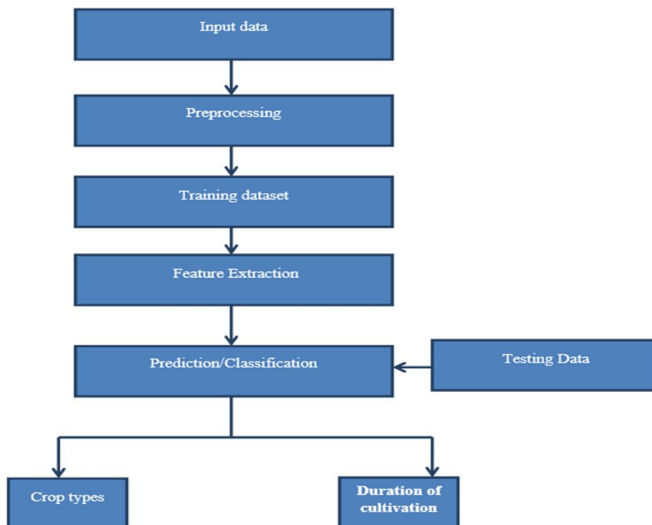 Input data
Preprocessing
Training dataset
Feature Extraction
Prediction/Classification
Testing Data
Crop types
Duration of
cultivation